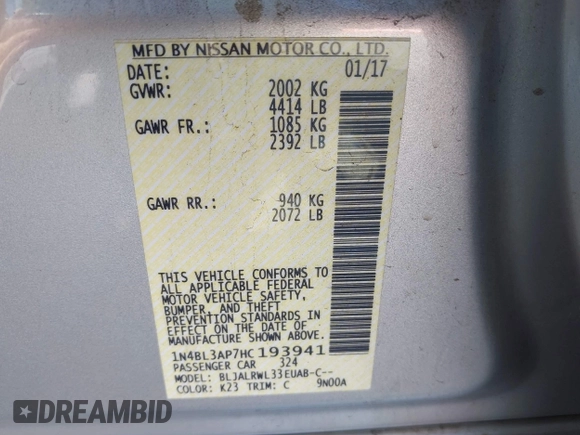 MFD BY NISSAN MOTOR CO., LTD.
DATE: 01/17
GVWR: 2002 KG
4414 LB
GAWR FR.: 1085 KG
2392 LB
GAWR RR.: 940 KG
2072 LB
THIS VEHICLE CONFORMS TO
ALL APPLICABLE FEDERAL
MOTOR VEHICLE SAFETY,
BUMPER, AND THEFT
PREVENTION STANDARDS IN
EFFECT ON THE DATE OF
MANUFACTURE SHOWN ABOVE.
1N4BL3AP7HC193941
PASSENGER CAR 324
MODEL: BLJALRWL33EUAB-C--
COLOR: K23 TRIM: C 9N00A
DREAMBID